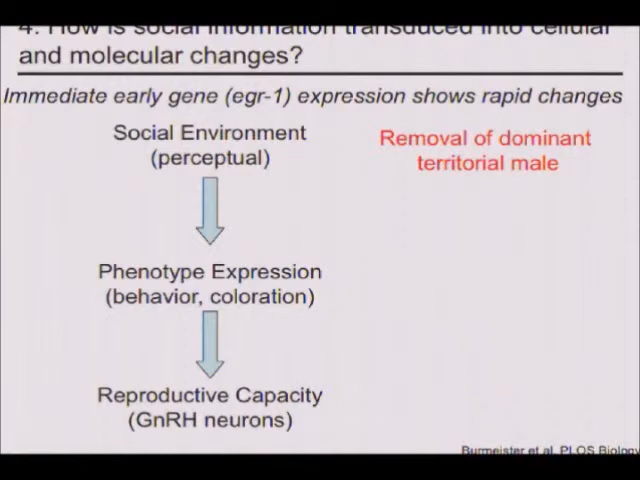 4. How is social information transduced into cellular
and molecular changes?
Immediate early gene (egr-1) expression shows rapid changes
Social Environment
(perceptual)
Removal of dominant
territorial male
Phenotype Expression
(behavior, coloration)
Reproductive Capacity
(GnRH neurons)
Burmeister et al. PLOS Biology